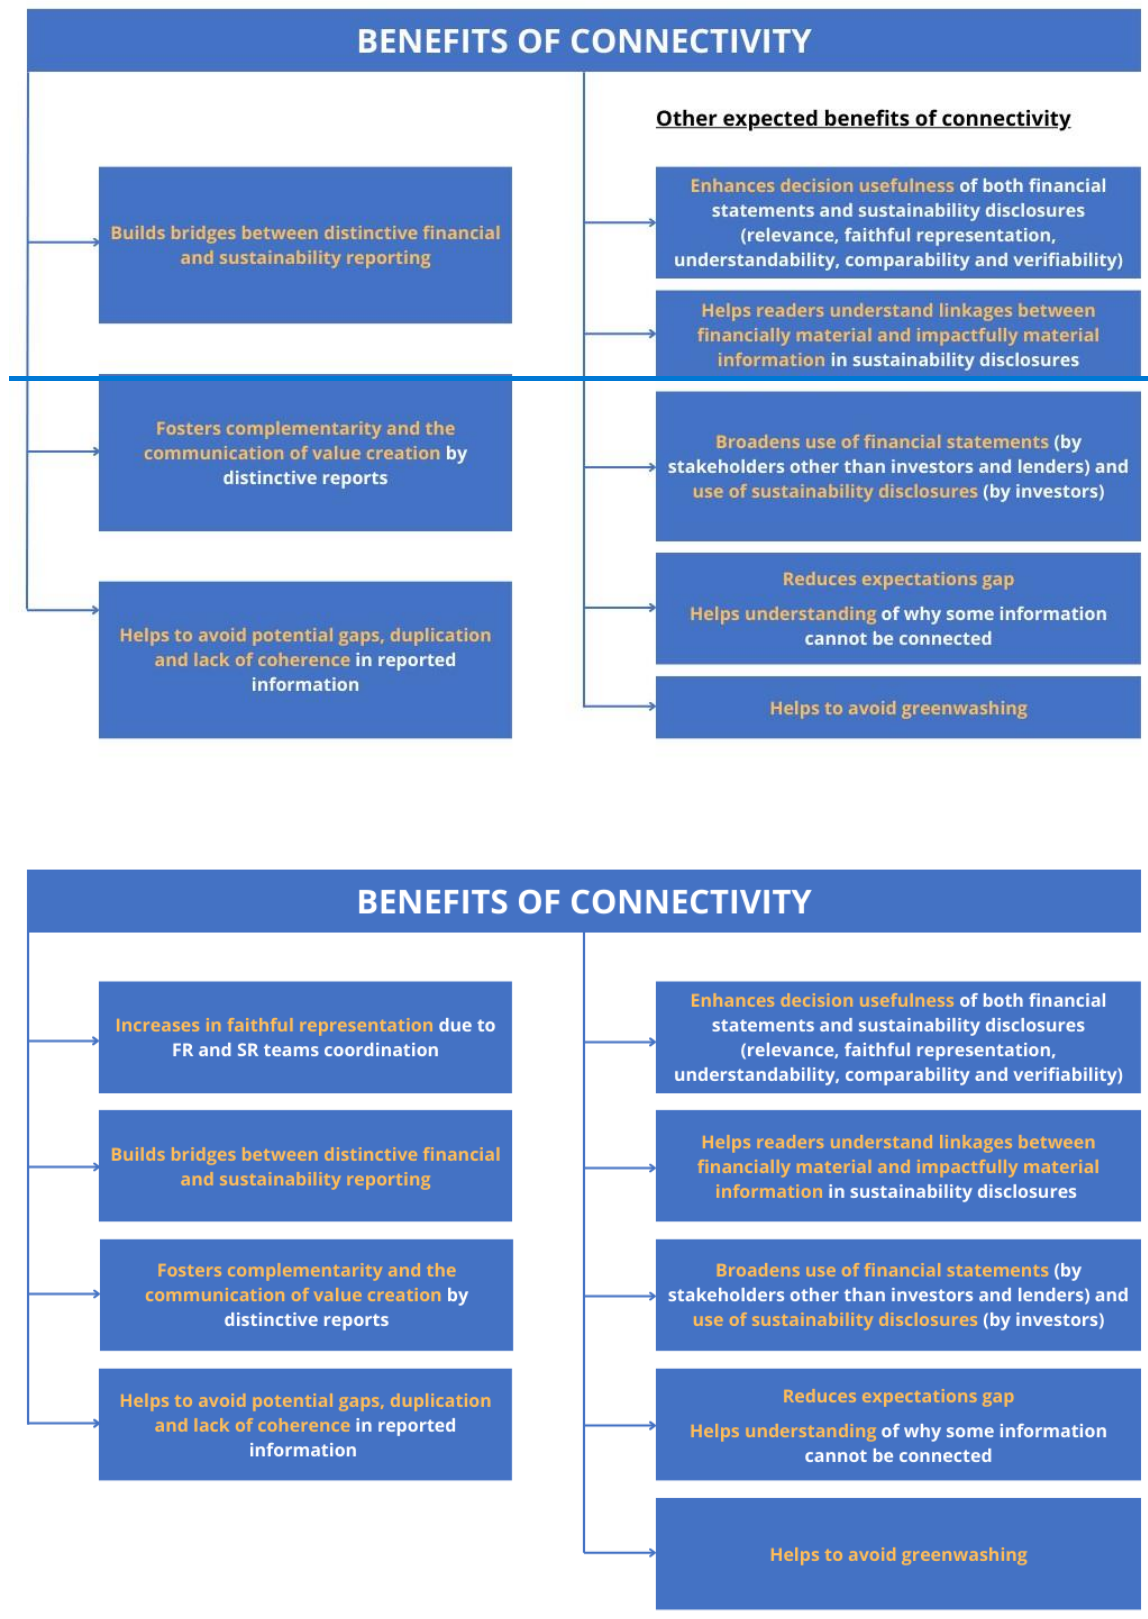 BENEFITS OF CONNECTIVITY
Builds bridges between distinctive financial
and sustainability reporting
Fosters complementarity and the
communication of value creation by
distinctive reports
Helps to avoid potential gaps, duplication
and lack of coherence in reported
information
Other expected benefits of connectivity
Enhances decision usefulness of both financial
statements and sustainability disclosures
(relevance, faithful representation,
understandability, comparability and verifiability)
Helps readers understand linkages between
financially material and impactfully material
information in sustainability disclosures
Broadens use of financial statements (by
stakeholders other than investors and lenders) and
use of sustainability disclosures (by investors)
Reduces expectations gap
Helps understanding of why some information
cannot be connected
Helps to avoid greenwashing
BENEFITS OF CONNECTIVITY
Increases in faithful representation due to
FR and SR teams coordination
Builds bridges between distinctive financial
and sustainability reporting
Fosters complementarity and the
communication of value creation by
distinctive reports
Helps to avoid potential gaps, duplication
and lack of coherence in reported
information
Enhances decision usefulness of both financial
statements and sustainability disclosures
(relevance, faithful representation,
understandability, comparability and verifiability)
Helps readers understand linkages between
financially material and impactfully material
information in sustainability disclosures
Broadens use of financial statements (by
stakeholders other than investors and lenders) and
use of sustainability disclosures (by investors)
Reduces expectations gap
Helps understanding of why some information
cannot be connected
Helps to avoid greenwashing